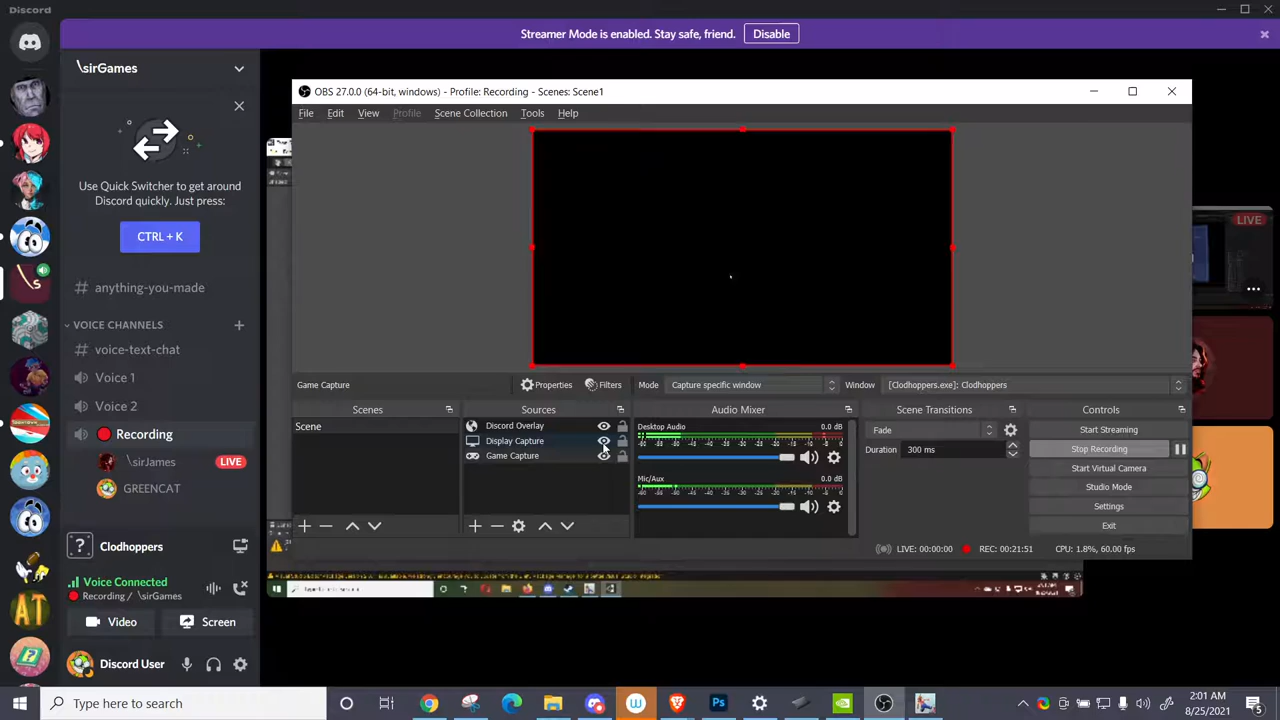 Discord
Streamer Mode is enabled. Stay safe, friend.
Disable
\sirGames
Use Quick Switcher to get around
Discord quickly. Just press:
CTRL + K
anything-you-made
VOICE CHANNELS
voice-text-chat
Voice 1
Voice 2
Recording
\sirJames
LIVE
GREENCAT
?
Clodhoppers
Voice Connected
Recording / \sirGames
Video
Screen
AT
Discord User
OBS 27.0.0 (64-bit, windows) - Profile: Recording - Scenes: Scene1
File
Edit
View
Profile
Scene Collection
Tools
Help
Game Capture
Properties
Filters
Mode
Capture specific window
Window
[Clodhoppers.exe]: Clodhoppers
Scenes
Scene
Sources
Discord Overlay
Display Capture
Game Capture
Audio Mixer
Desktop Audio
0.0 dB
Mic/Aux
0.0 dB
Scene Transitions
Fade
Duration
300 ms
Controls
Start Streaming
Stop Recording
Start Virtual Camera
Studio Mode
Settings
Exit
LIVE: 00:00:00
REC: 00:21:51
CPU: 1.8%, 60.00 fps
LIVE
Type here to search
Ps
2:01 AM
8/25/2021
5